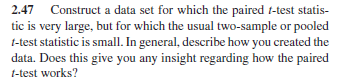 2.47 Construct a data set for which the paired t-test statis-
tic is very large, but for which the usual two-sample or pooled
t-test statistic is small. In general, describe how you created the
data. Does this give you any insight regarding how the paired
t-test works?